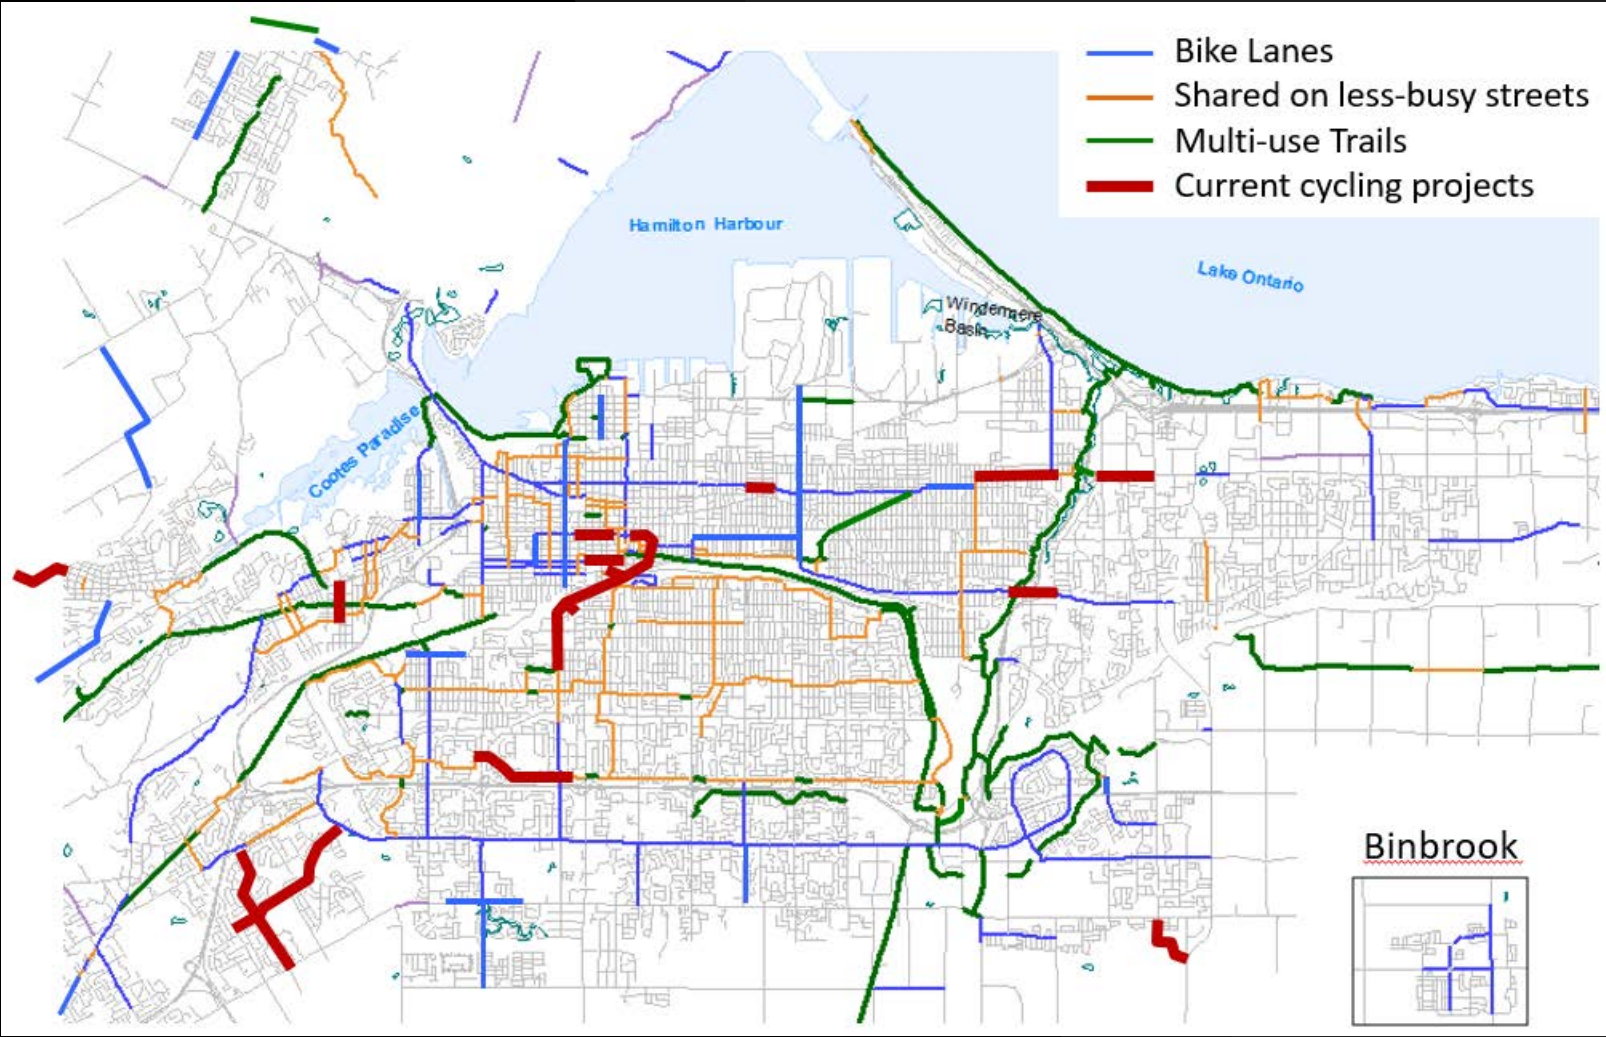 Bike Lanes
Shared on less-busy streets
Multi-use Trails
Current cycling projects
Hamilton Harbour
Lake Ontario
Windermere
Basin
Cootes Paradise
Binbrook